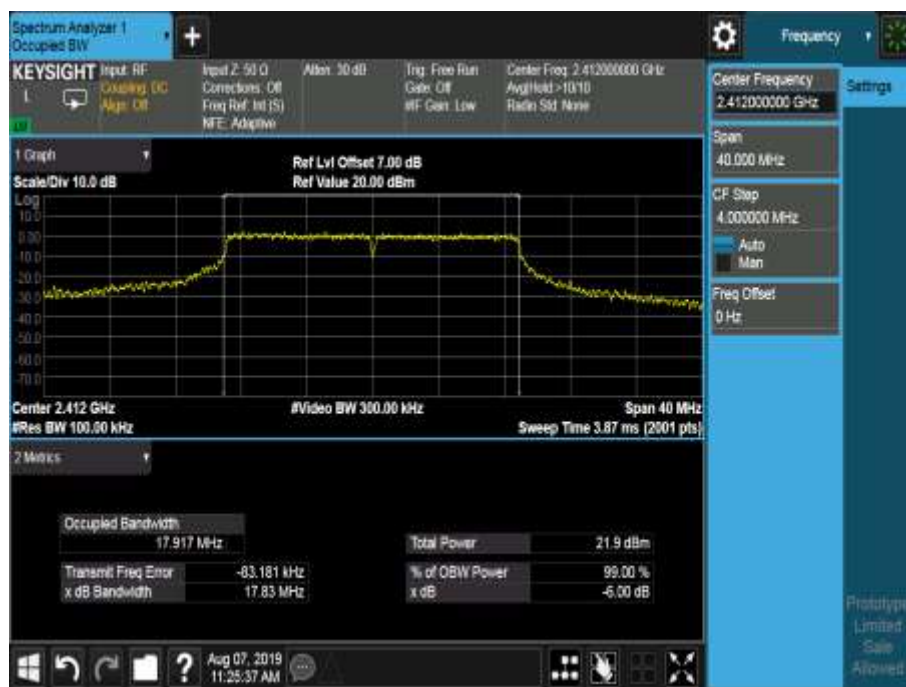 Spectrum Analyzer 1
Occupied BW
+
Frequency
KEYSIGHT
L
Input: RF
Coupling: DC
Align: Off
Input Z: 50 Ω
Corrections: Off
Freq Ref: Int (S)
NFE: Adaptive
Atten: 30 dB
Trig: Free Run
Gate: Off
#IF Gain: Low
Center Freq: 2.412000000 GHz
Avg|Hold:>10/10
Radio Std: None
Center Frequency
2.412000000 GHz
Settings
Span
40.000 MHz
CF Step
4.000000 MHz
Auto
Man
Freq Offset
0 Hz
1 Graph
Scale/Div 10.0 dB
Ref Lvl Offset 7.00 dB
Ref Value 20.00 dBm
Log
10.0
0.00
-10.0
-20.0
-30.0
-40.0
-50.0
-60.0
-70.0
Center 2.412 GHz
#Video BW 300.00 kHz
Span 40 MHz
#Res BW 100.00 kHz
Sweep Time 3.87 ms (2001 pts)
2 Metrics
Occupied Bandwidth
17.917 MHz
Total Power
21.9 dBm
Transmit Freq Error
-83.181 kHz
% of OBW Power
99.00 %
x dB Bandwidth
17.83 MHz
x dB
-6.00 dB
Prototype
Limited
Sale
Allowed
?
Aug 07, 2019
11:25:37 AM